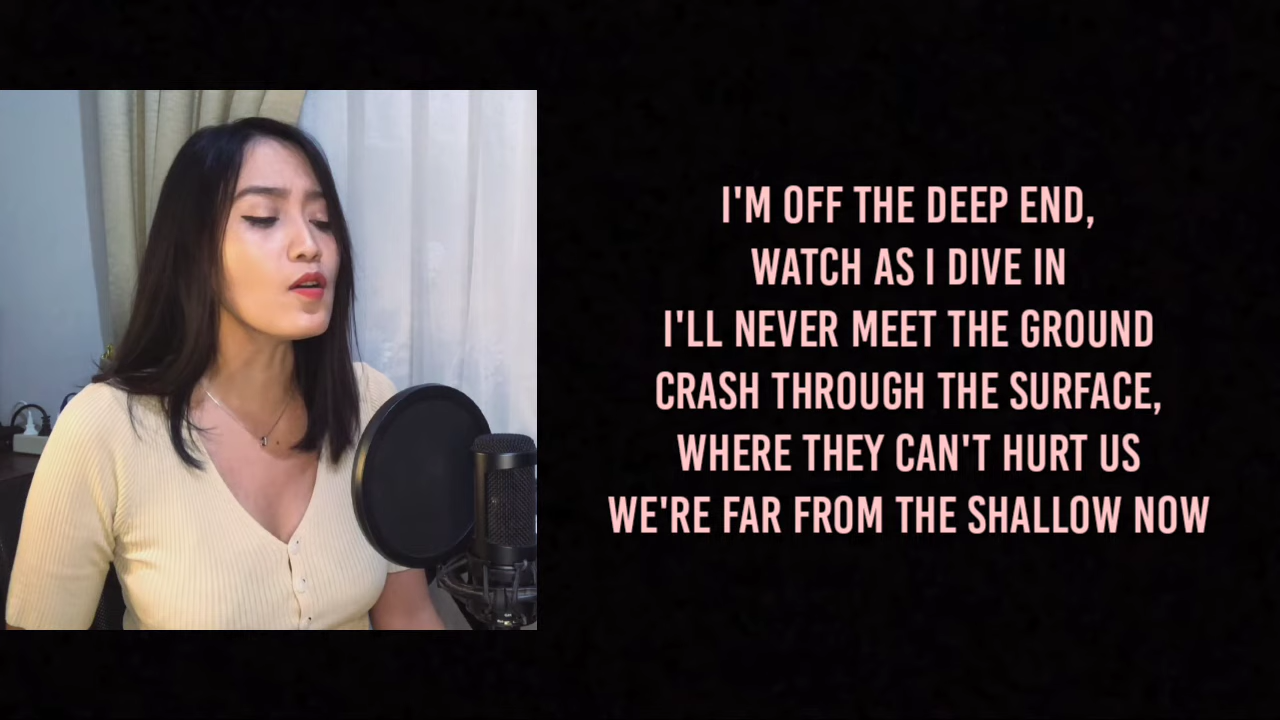 I'M OFF THE DEEP END,
WATCH AS I DIVE IN
I'LL NEVER MEET THE GROUND
CRASH THROUGH THE SURFACE,
WHERE THEY CAN'T HURT US
WE'RE FAR FROM THE SHALLOW NOW